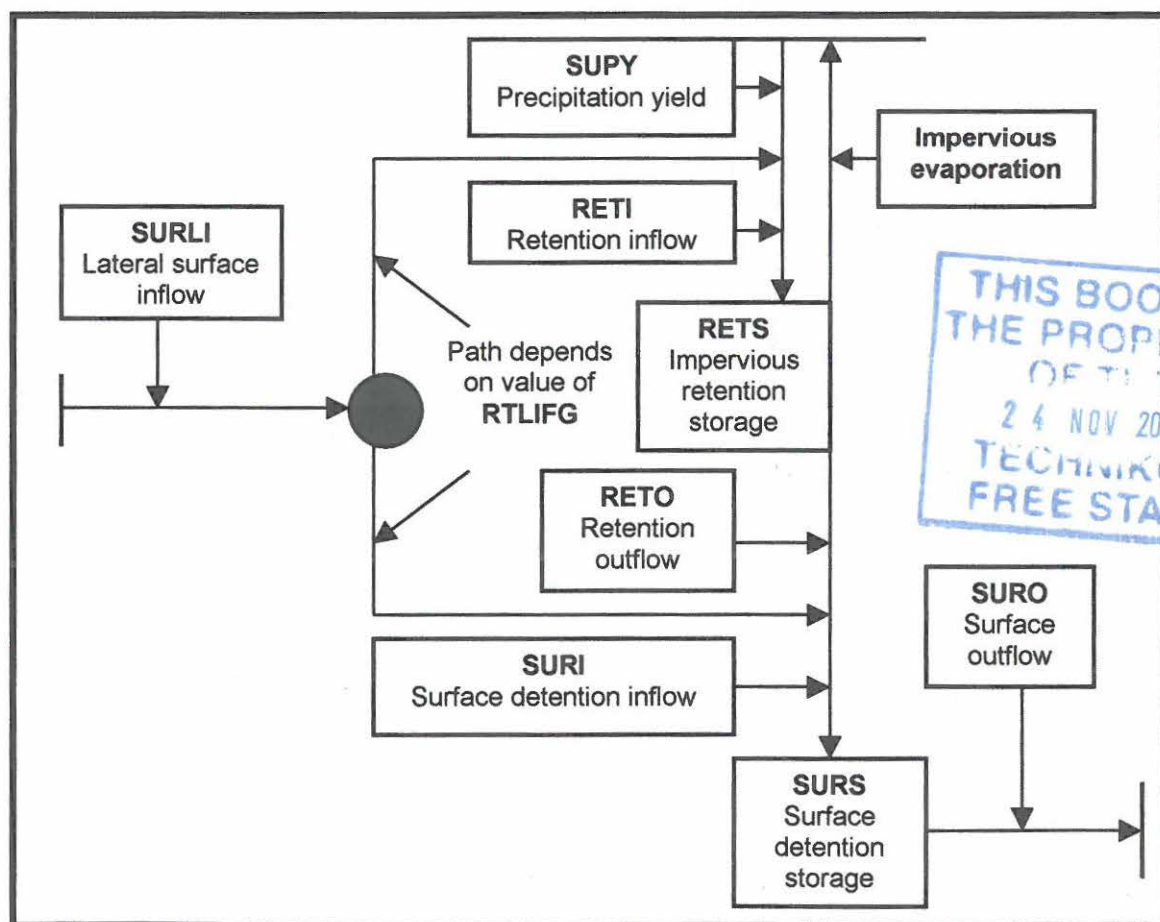 SUPY
Precipitation yield
Impervious
evaporation
RETI
Retention inflow
SURLI
Lateral surface
inflow
Path depends
on value of
RTLIFG
RETS
Impervious
retention
storage
THIS BOO
THE PROP
OF
24 NOV 20
TECHNIK
FREE STA
RETO
Retention
outflow
SURO
Surface
outflow
SURI
Surface detention inflow
SURS
Surface
detention
storage